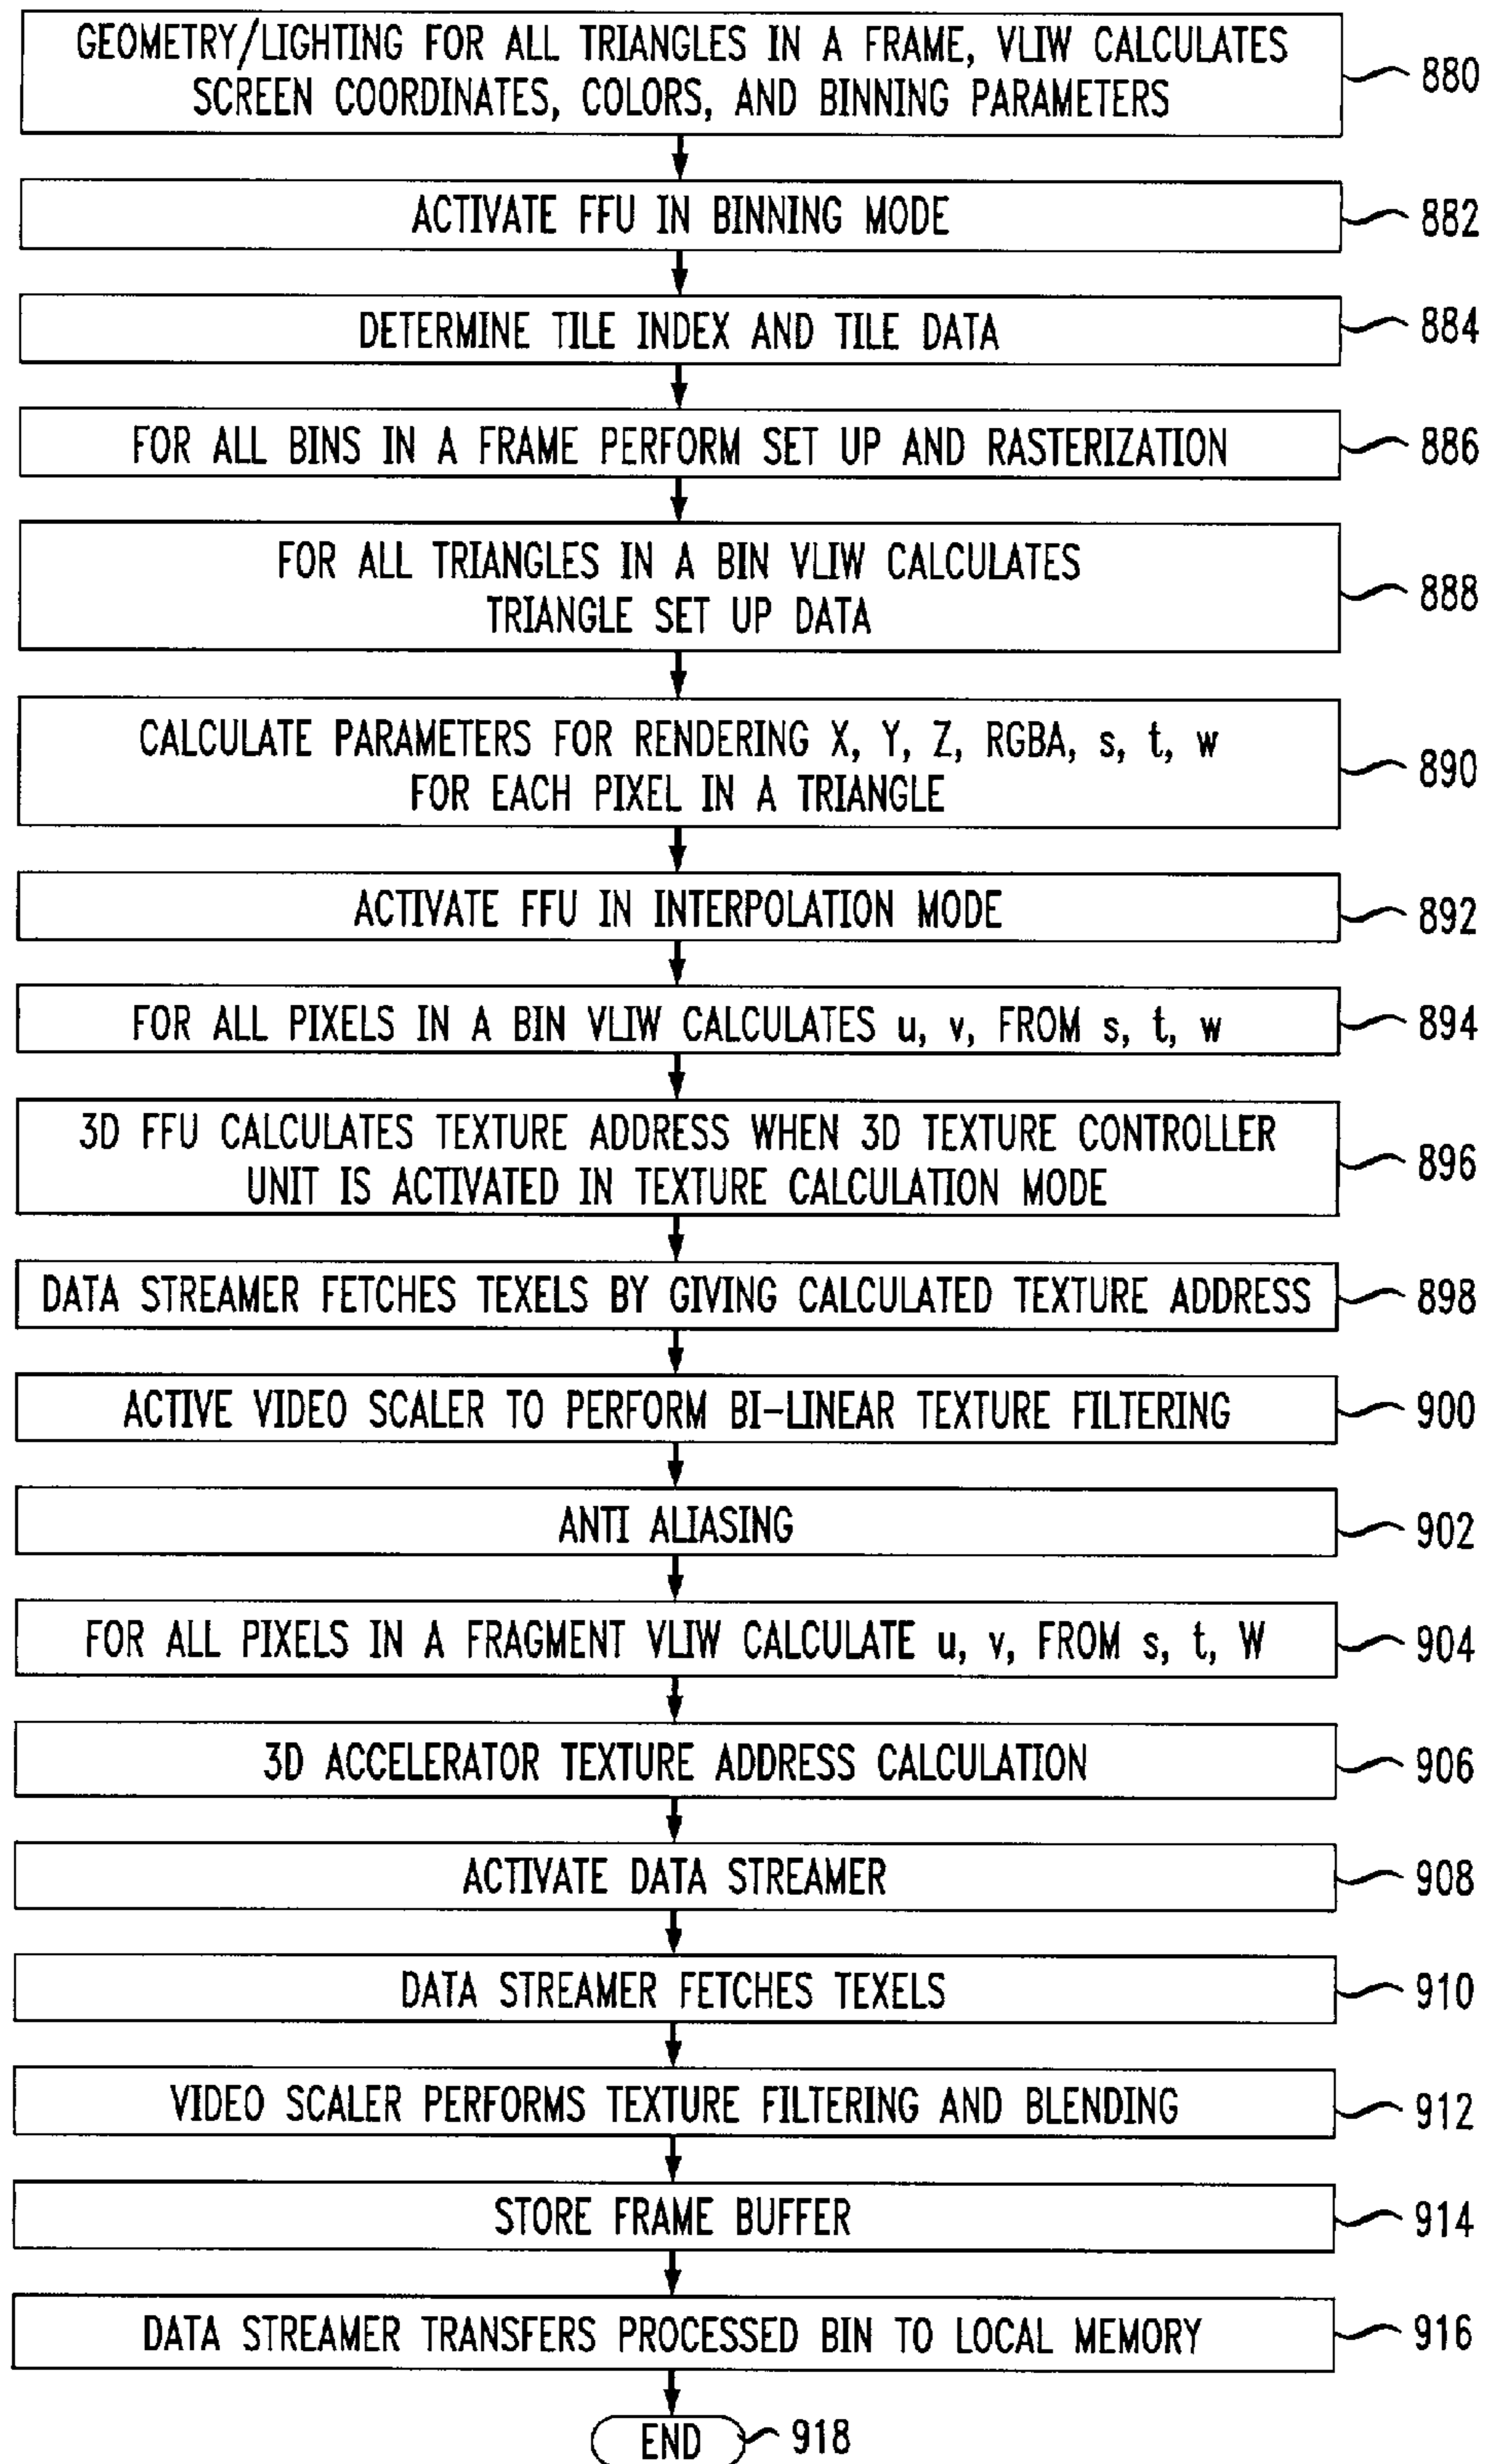 GEOMETRY/LIGHTING FOR ALL TRIANGLES IN A FRAME, VLIW CALCULATES
SCREEN COORDINATES, COLORS, AND BINNING PARAMETERS
880
ACTIVATE FFU IN BINNING MODE
882
DETERMINE TILE INDEX AND TILE DATA
884
FOR ALL BINS IN A FRAME PERFORM SET UP AND RASTERIZATION
886
FOR ALL TRIANGLES IN A BIN VLIW CALCULATES
TRIANGLE SET UP DATA
888
CALCULATE PARAMETERS FOR RENDERING X, Y, Z, RGBA, s, t, w
FOR EACH PIXEL IN A TRIANGLE
890
ACTIVATE FFU IN INTERPOLATION MODE
892
FOR ALL PIXELS IN A BIN VLIW CALCULATES u, v, FROM s, t, w
894
3D FFU CALCULATES TEXTURE ADDRESS WHEN 3D TEXTURE CONTROLLER
UNIT IS ACTIVATED IN TEXTURE CALCULATION MODE
896
DATA STREAMER FETCHES TEXELS BY GIVING CALCULATED TEXTURE ADDRESS
898
ACTIVE VIDEO SCALER TO PERFORM BI-LINEAR TEXTURE FILTERING
900
ANTI ALIASING
902
FOR ALL PIXELS IN A FRAGMENT VLIW CALCULATE u, v, FROM s, t, W
904
3D ACCELERATOR TEXTURE ADDRESS CALCULATION
906
ACTIVATE DATA STREAMER
908
DATA STREAMER FETCHES TEXELS
910
VIDEO SCALER PERFORMS TEXTURE FILTERING AND BLENDING
912
STORE FRAME BUFFER
914
DATA STREAMER TRANSFERS PROCESSED BIN TO LOCAL MEMORY
916
END
918